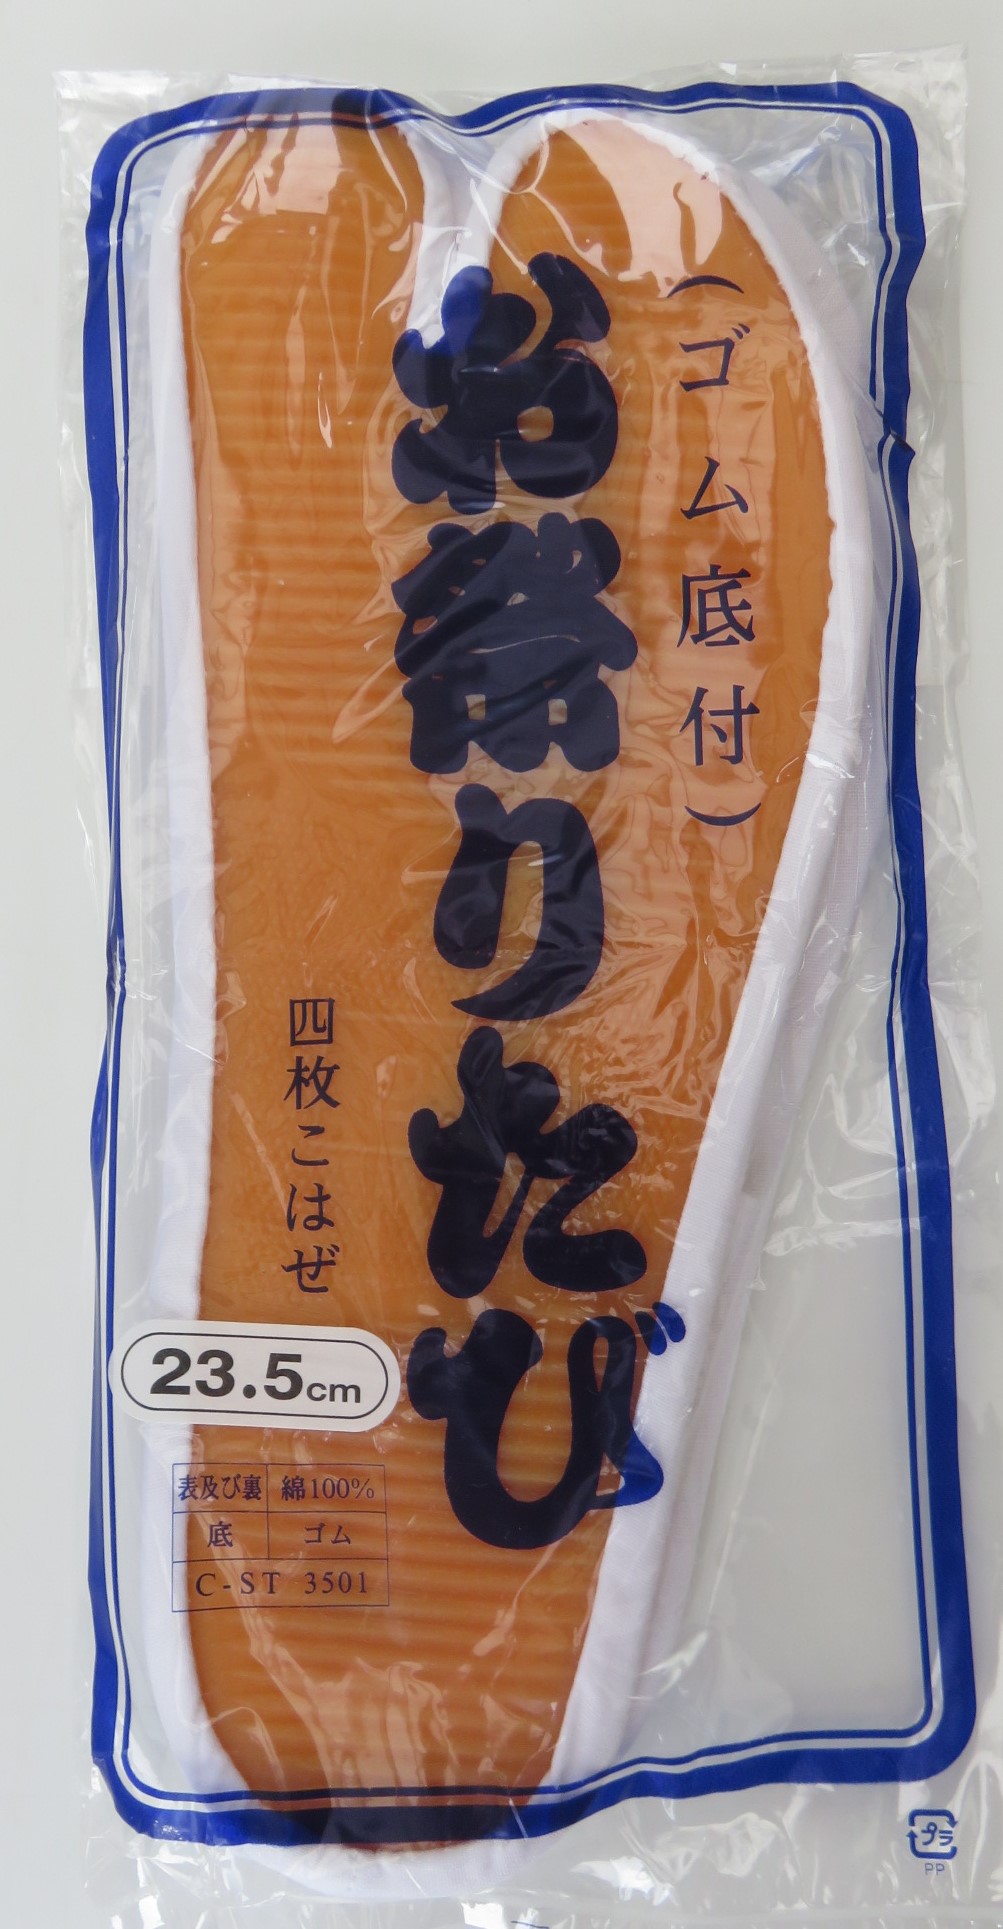 (ゴム底付)
お祭りたび
四枚こはぜ
23.5cm
表及び裏 綿100%
底 ゴム
C-ST 3501
プラ
PP